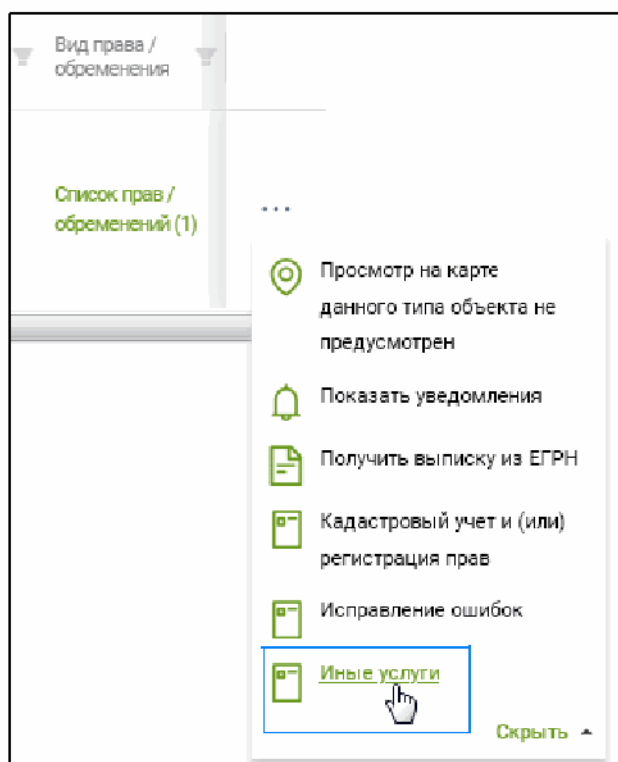 Вид права /
обременения
Список прав /
обременений (1)
...
Просмотр на карте
данного типа объекта не
предусмотрен
Показать уведомления
Получить выписку из ЕГРН
Кадастровый учет и (или)
регистрация прав
Исправление ошибок
Иные услуги
Скрыть